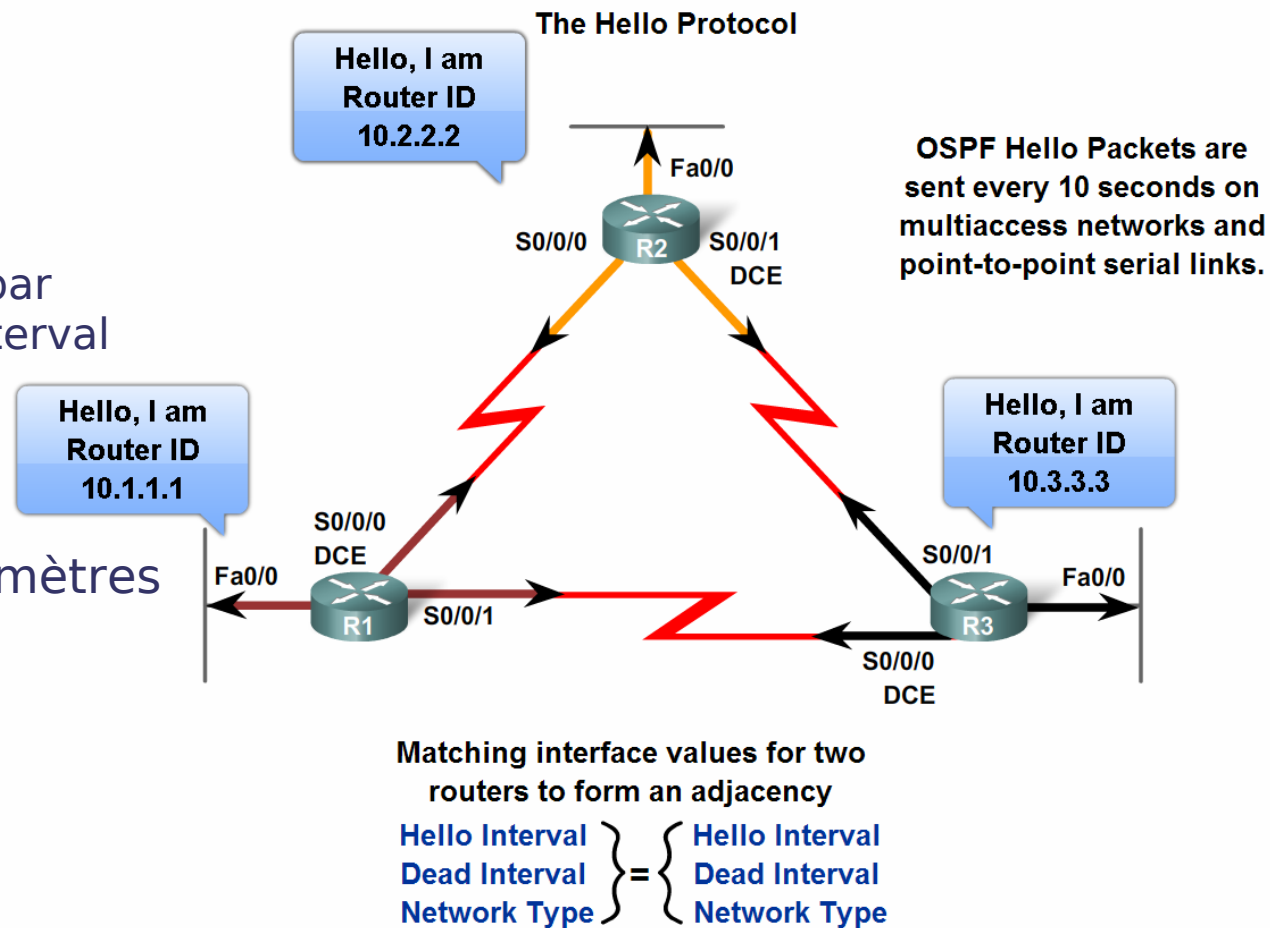 The Hello Protocol
Hello, I am
Router ID
10.2.2.2
OSPF Hello Packets are
sent every 10 seconds on
multiaccess networks and
point-to-point serial links.
Fa0/0
S0/0/0
R2
S0/0/1
DCE
par
terval
Hello, I am
Router ID
10.1.1.1
Hello, I am
Router ID
10.3.3.3
mètres
S0/0/0
DCE
Fa0/0
R1
S0/0/1
S0/0/1
Fa0/0
R3
S0/0/0
DCE
Matching interface values for two
routers to form an adjacency
Hello Interval } = { Hello Interval
Dead Interval Dead Interval
Network Type Network Type